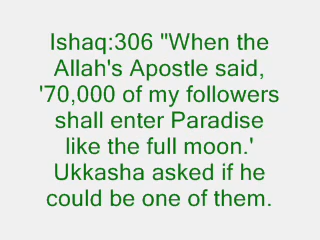 Ishaq:306 "When the
Allah's Apostle said,
'70,000 of my followers
shall enter Paradise
like the full moon.'
Ukkasha asked if he
could be one of them.